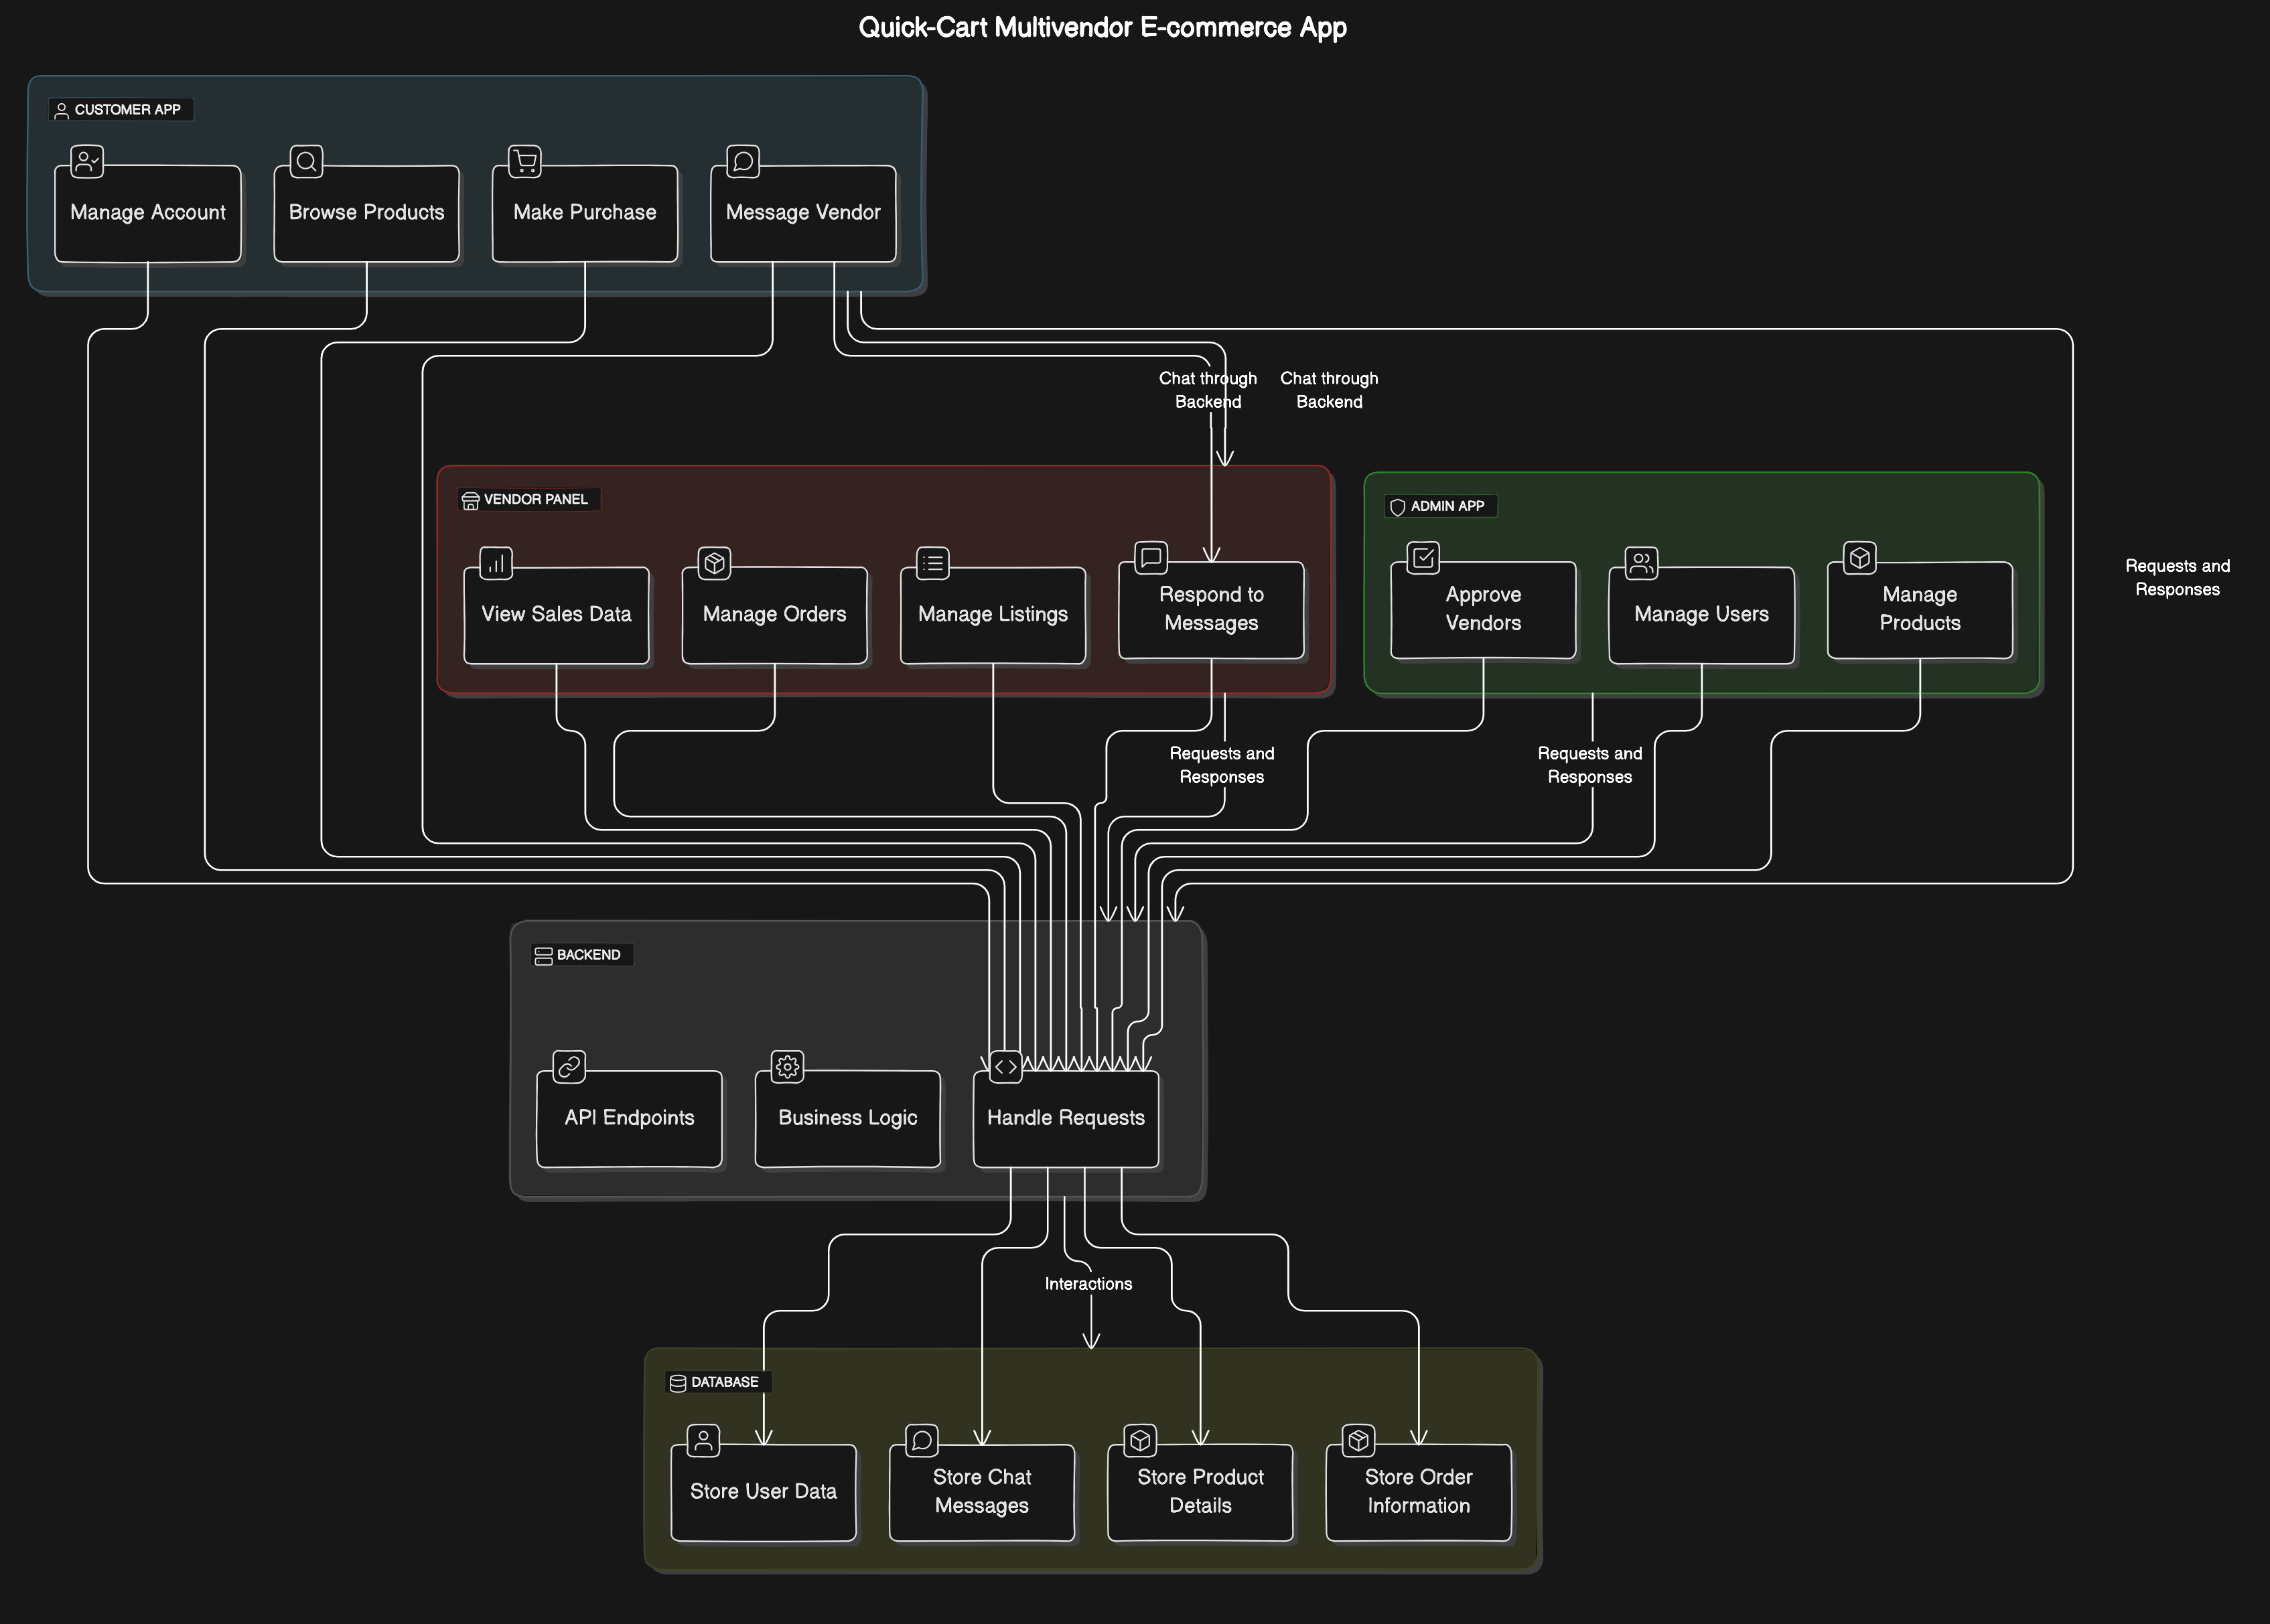 Quick-Cart Multivendor E-commerce App
CUSTOMER APP
Manage Account
Browse Products
Make Purchase
Message Vendor
Chat through
Backend
Chat through
Backend
VENDOR PANEL
View Sales Data
Manage Orders
Manage Listings
Respond to
Messages
ADMIN APP
Approve
Vendors
Manage Users
Manage
Products
Requests and
Responses
Requests and
Responses
Requests and
Responses
BACKEND
API Endpoints
Business Logic
Handle Requests
Interactions
DATABASE
Store User Data
Store Chat
Messages
Store Product
Details
Store Order
Information